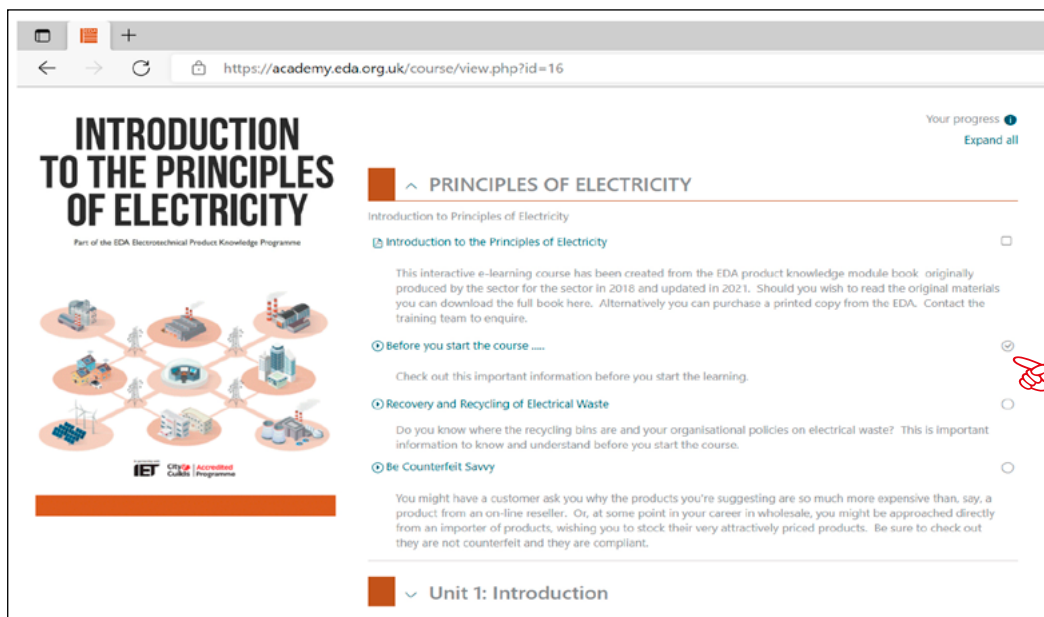 https://academy.eda.org.uk/course/view.php?id=16
INTRODUCTION
TO THE PRINCIPLES
OF ELECTRICITY
Part of the EDA Electrotechnical Product Knowledge Programme
IET
City& Guilds | Accredited Programme
Your progress
Expand all
PRINCIPLES OF ELECTRICITY
Introduction to Principles of Electricity
Introduction to the Principles of Electricity
This interactive e-learning course has been created from the EDA product knowledge module book originally
produced by the sector for the sector in 2018 and updated in 2021. Should you wish to read the original materials
you can download the full book here. Alternatively you can purchase a printed copy from the EDA. Contact the
training team to enquire.
Before you start the course .....
Check out this important information before you start the learning.
Recovery and Recycling of Electrical Waste
Do you know where the recycling bins are and your organisational policies on electrical waste? This is important
information to know and understand before you start the course.
Be Counterfeit Savvy
You might have a customer ask you why the products you're suggesting are so much more expensive than, say, a
product from an on-line reseller. Or, at some point in your career in wholesale, you might be approached directly
from an importer of products, wishing you to stock their very attractively priced products. Be sure to check out
they are not counterfeit and they are compliant.
Unit 1: Introduction